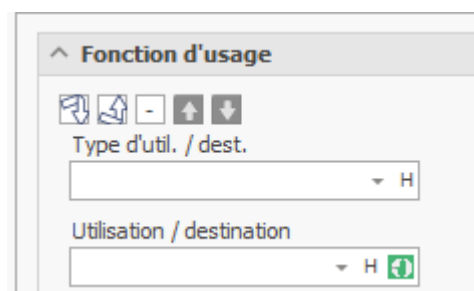 Fonction d'usage
-
Type d'util. / dest.
H
Utilisation / destination
H